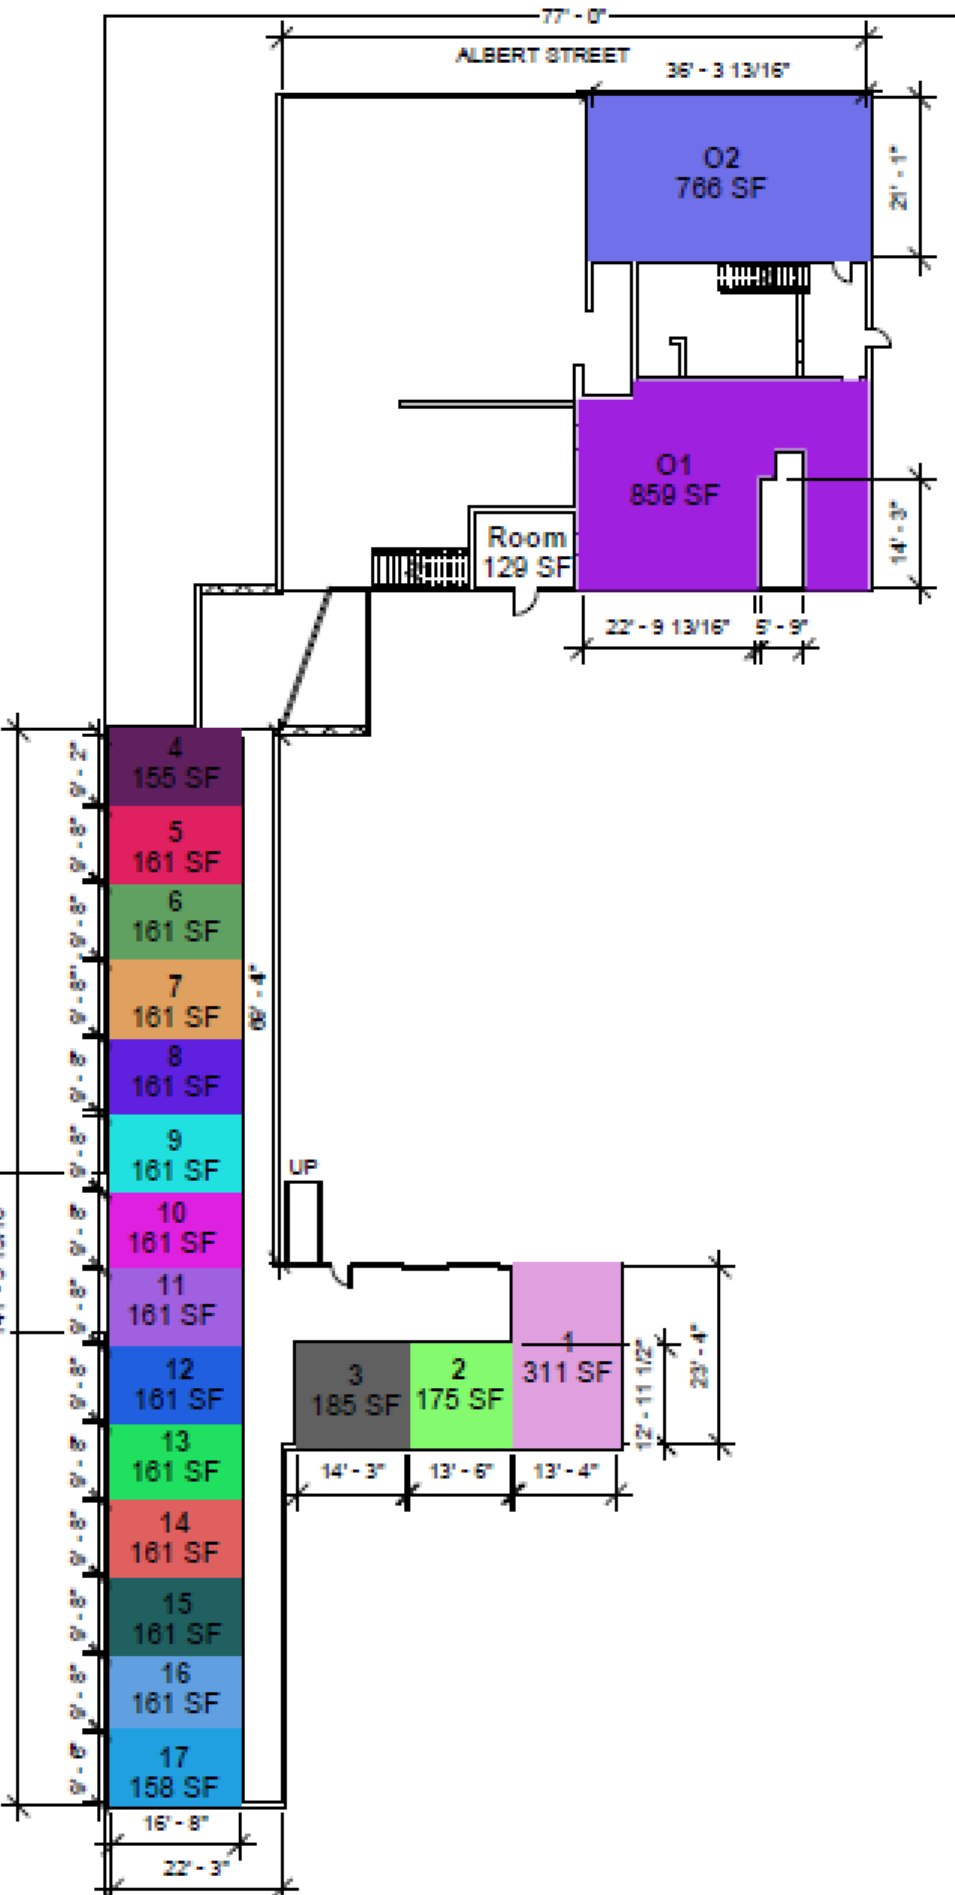 77' - 0"
ALBERT STREET
36' - 3 13/16"
O2
766 SF
21' - 1"
O1
859 SF
14' - 3"
Room
129 SF
22' - 9 13/16"
5' - 9"
4
155 SF
5
161 SF
6
161 SF
7
161 SF
69' - 4"
8
161 SF
9
161 SF
UP
10
161 SF
11
161 SF
12
161 SF
3
185 SF
2
175 SF
1
311 SF
12' - 11 1/2"
23' - 4"
13
161 SF
14' - 3"
13' - 6"
13' - 4"
14
161 SF
15
161 SF
16
161 SF
17
158 SF
16' - 8"
22' - 3"